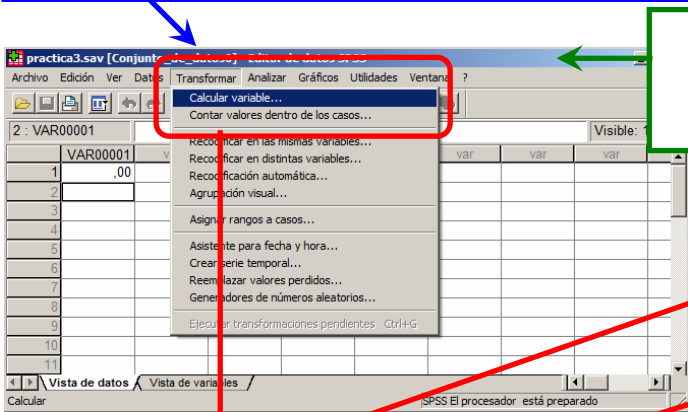 practica3.sav [Conjunto_de_datos0] - Editor de datos SPSS
Archivo Edición Ver Datos Transformar Analizar Gráficos Utilidades Ventana ?
Calcular variable...
Contar valores dentro de los casos...
2 : VAR00001
Visible: 1
Recodificar en las mismas variables...
VAR00001 var var var
1 ,00
Recodificar en distintas variables...
Recodificación automática...
2
Agrupación visual...
3
Asignar rangos a casos...
4
5
Asistente para fecha y hora...
6
Crear serie temporal...
7
Reemplazar valores perdidos...
8
Generadores de números aleatorios...
9
Ejecutar transformaciones pendientes Ctrl+G
10
11
Vista de datos Vista de variables
Calcular SPSS El procesador está preparado